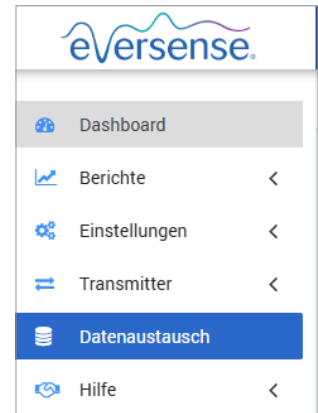 eversense®
Dashboard
Berichte
Einstellungen
Transmitter
Datenaustausch
Hilfe